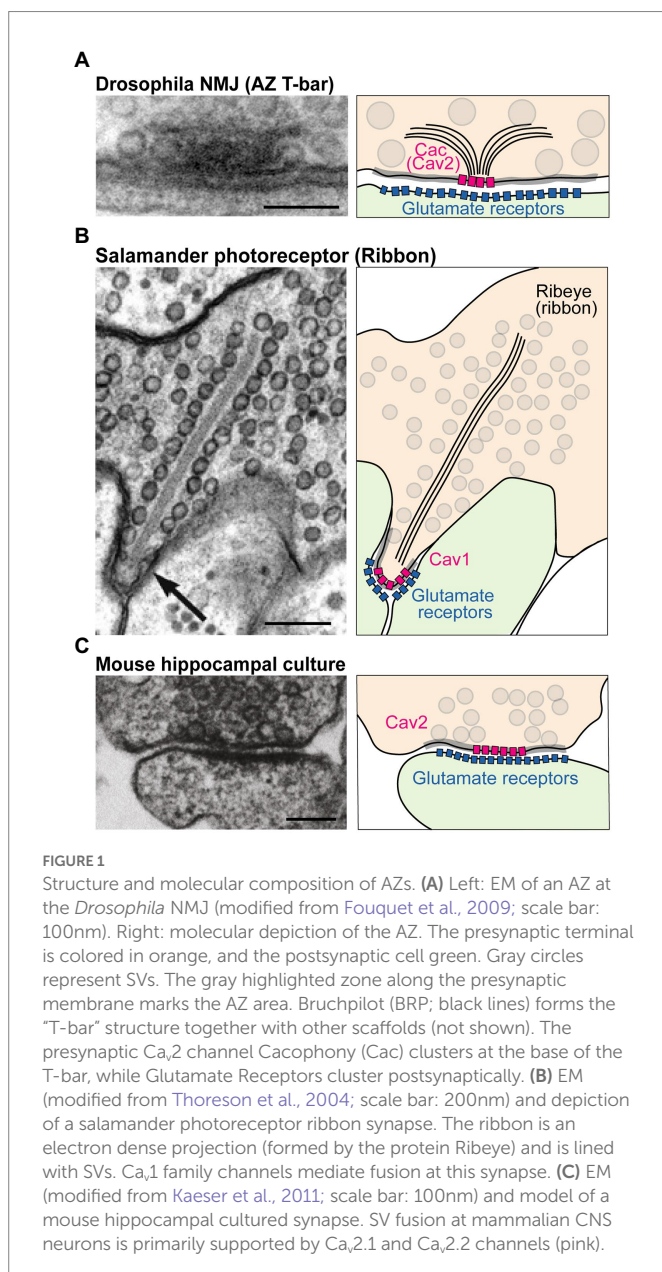 A
Drosophila NMJ (AZ T-bar)
Cac
(Cav2)
Glutamate receptors
B
Salamander photoreceptor (Ribbon)
Ribeye
(ribbon)
Cav1
Glutamate
receptors
C
Mouse hippocampal culture
Cav2
Glutamate receptors
FIGURE 1
Structure and molecular composition of AZs. (A) Left: EM of an AZ at
the Drosophila NMJ (modified from Fouquet et al., 2009; scale bar:
100nm). Right: molecular depiction of the AZ. The presynaptic terminal
is colored in orange, and the postsynaptic cell green. Gray circles
represent SVs. The gray highlighted zone along the presynaptic
membrane marks the AZ area. Bruchpilot (BRP; black lines) forms the
“T-bar” structure together with other scaffolds (not shown). The
presynaptic Cav2 channel Cacophony (Cac) clusters at the base of the
T-bar, while Glutamate Receptors cluster postsynaptically. (B) EM
(modified from Thoreson et al., 2004; scale bar: 200nm) and depiction
of a salamander photoreceptor ribbon synapse. The ribbon is an
electron dense projection (formed by the protein Ribeye) and is lined
with SVs. Cav1 family channels mediate fusion at this synapse. (C) EM
(modified from Kaeser et al., 2011; scale bar: 100nm) and model of a
mouse hippocampal cultured synapse. SV fusion at mammalian CNS
neurons is primarily supported by Cav2.1 and Cav2.2 channels (pink).